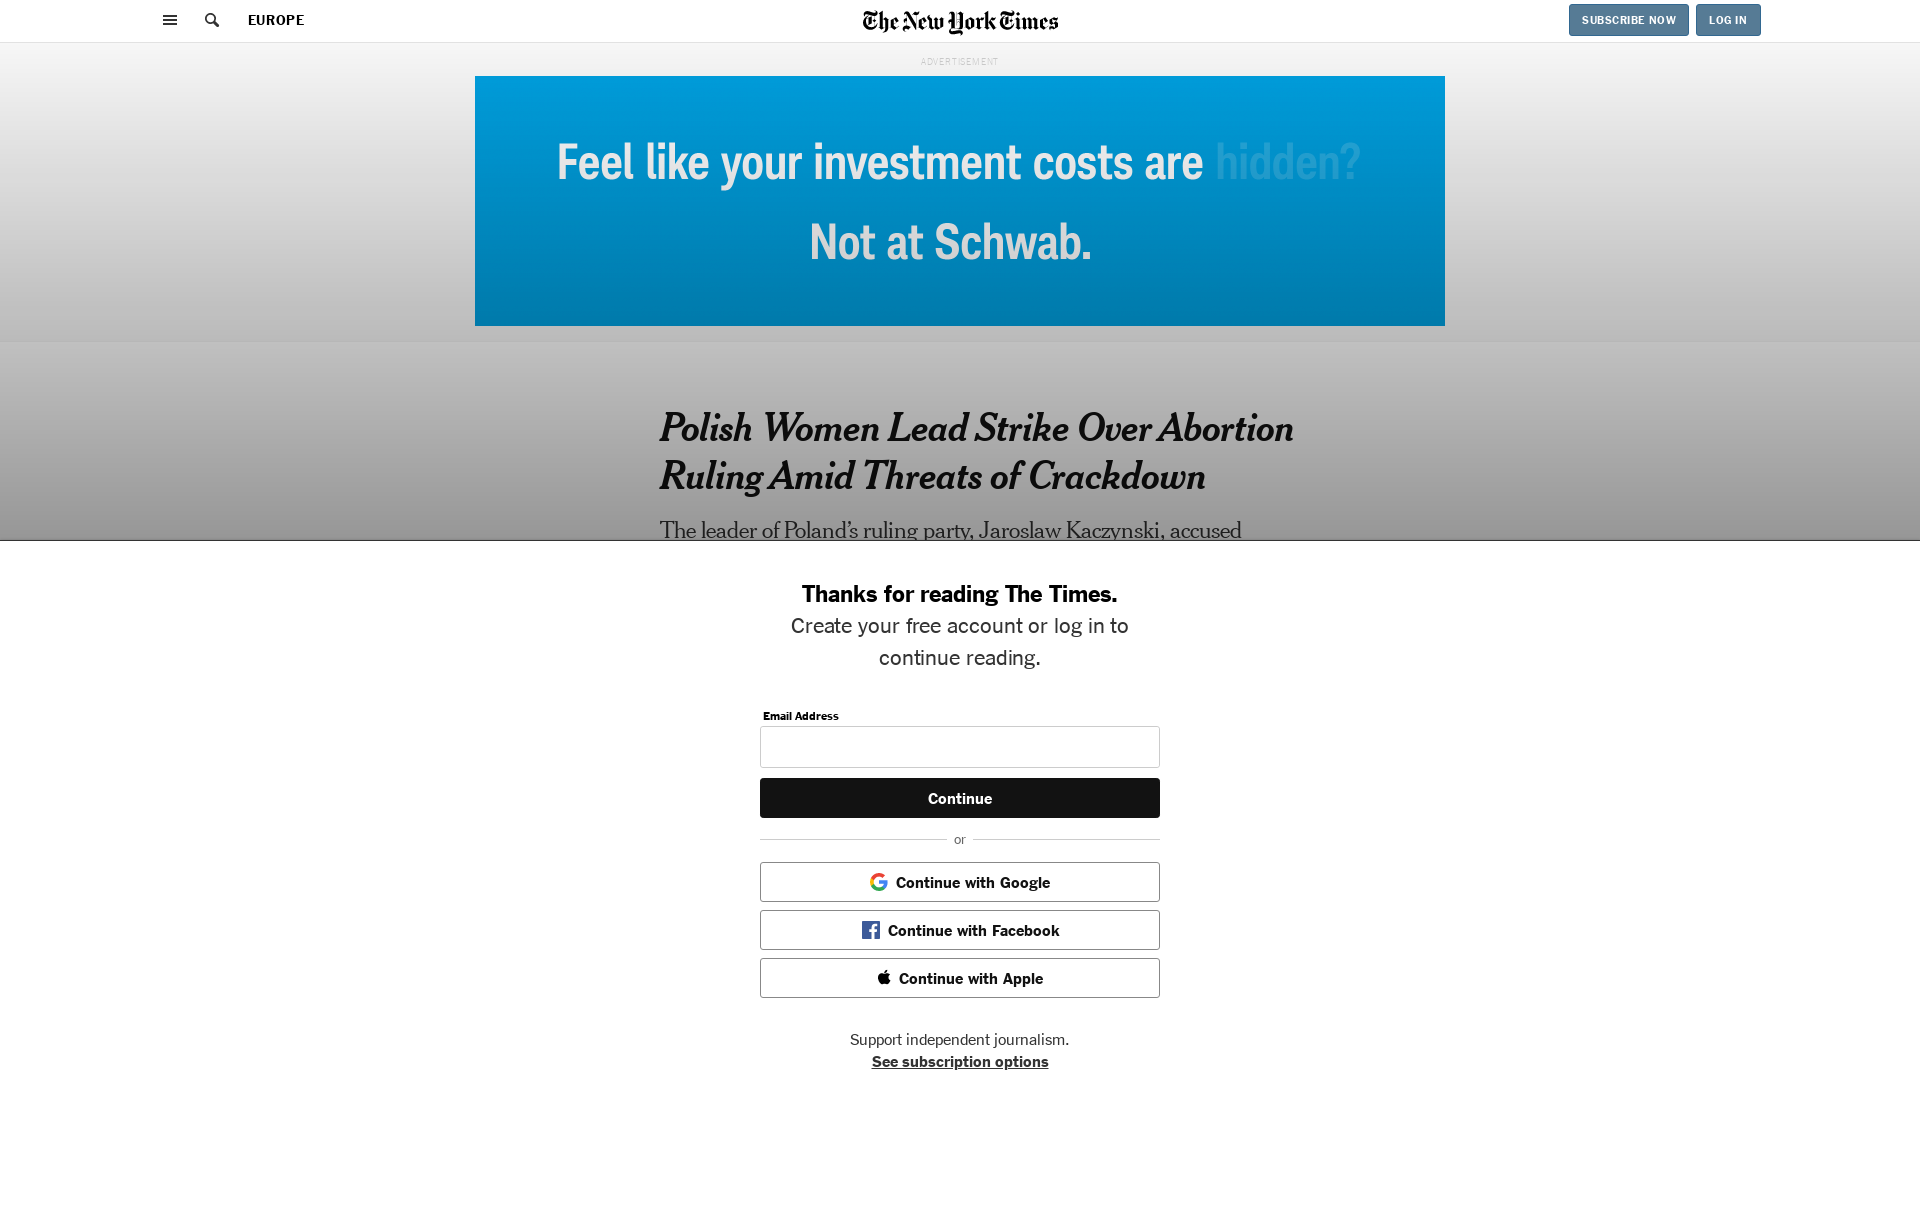 EUROPE
The New York Times
SUBSCRIBE NOW
LOG IN
ADVERTISEMENT
Feel like your investment costs are hidden?
Not at Schwab.
Polish Women Lead Strike Over Abortion
Ruling Amid Threats of Crackdown
The leader of Poland’s ruling party, Jaroslaw Kaczynski, accused
Thanks for reading The Times.
Create your free account or log in to
continue reading.
Email Address
Continue
or
Continue with Google
Continue with Facebook
Continue with Apple
Support independent journalism.
See subscription options